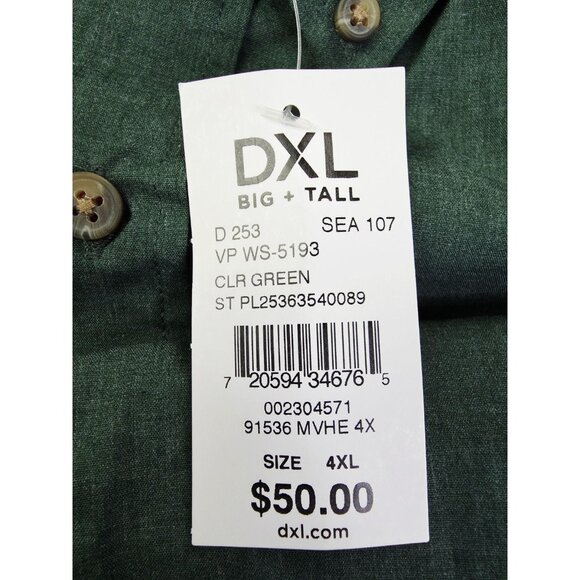 DXL
BIG + TALL
D 253 SEA 107
VP WS-5193
CLR GREEN
ST PL25363540089
7 20594 34676 5
002304571
91536 MVHE 4X
SIZE 4XL
$50.00
dxl.com